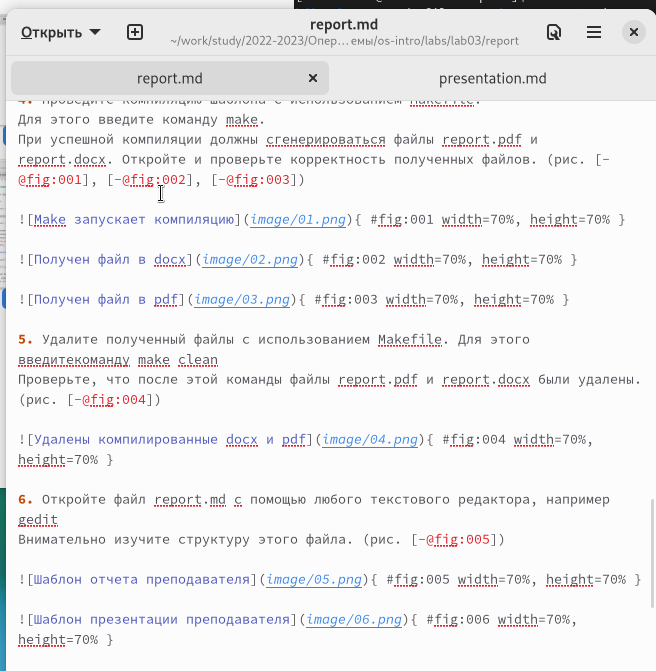 Открыть
report.md
~/work/study/2022-2023/Опер…емы/os-intro/labs/lab03/report
report.md
presentation.md
4. Проведите компиляцию шаблона с использованием Makefile.
Для этого введите команду make.
При успешной компиляции должны сгенерироваться файлы report.pdf и
report.docx. Откройте и проверьте корректность полученных файлов. (рис. [-
@fig:001], [-@fig:002], [-@fig:003])
![Make запускает компиляцию](image/01.png){ #fig:001 width=70%, height=70% }
![Получен файл в docx](image/02.png){ #fig:002 width=70%, height=70% }
![Получен файл в pdf](image/03.png){ #fig:003 width=70%, height=70% }
5. Удалите полученный файлы с использованием Makefile. Для этого
введитекоманду make clean
Проверьте, что после этой команды файлы report.pdf и report.docx были удалены.
(рис. [-@fig:004])
![Удалены компилированные docx и pdf](image/04.png){ #fig:004 width=70%,
height=70% }
6. Откройте файл report.md c помощью любого текстового редактора, например
gedit
Внимательно изучите структуру этого файла. (рис. [-@fig:005])
![Шаблон отчета преподавателя](image/05.png){ #fig:005 width=70%, height=70% }
![Шаблон презентации преподавателя](image/06.png){ #fig:006 width=70%,
height=70% }